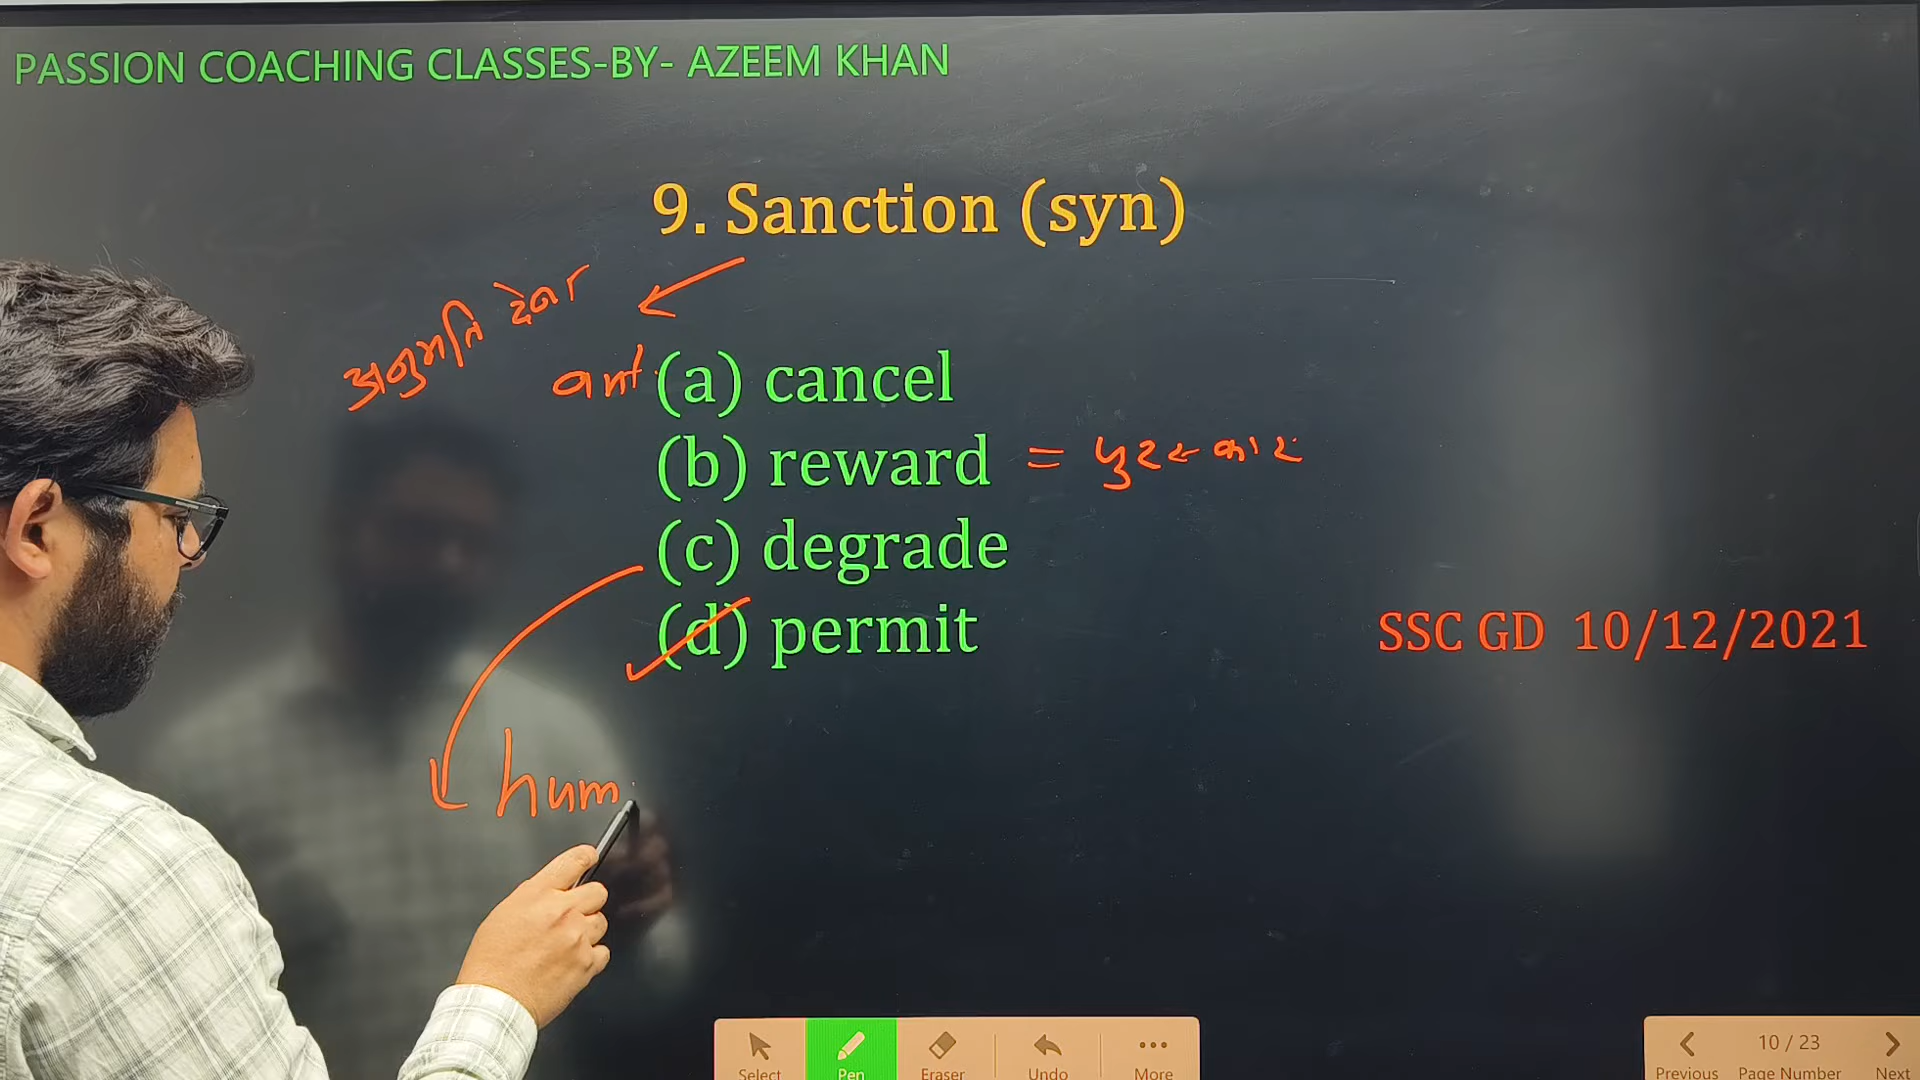 PASSION COACHING CLASSES-BY- AZEEM KHAN
9. Sanction (syn)
अनुमति देना
ant. (a) cancel
(b) reward = पुरस्कार
(c) degrade
(d) permit
SSC GD 10/12/2021
hum
Select
Pen
Eraser
Undo
More
10 / 23
Previous
Page Number
Next